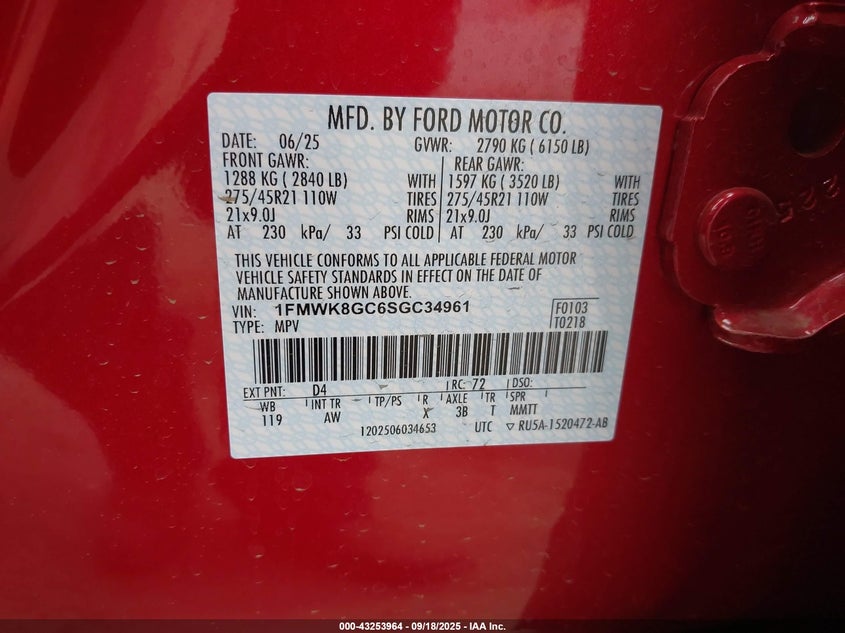 MFD. BY FORD MOTOR CO.
DATE: 06/25 GVWR: 2790 KG ( 6150 LB)
FRONT GAWR: REAR GAWR:
1288 KG ( 2840 LB) WITH 1597 KG ( 3520 LB) WITH
275/45R21 110W TIRES 275/45R21 110W TIRES
21x9.0J RIMS 21x9.0J RIMS
AT 230 kPa/ 33 PSI COLD AT 230 kPa/ 33 PSI COLD
THIS VEHICLE CONFORMS TO ALL APPLICABLE FEDERAL MOTOR
VEHICLE SAFETY STANDARDS IN EFFECT ON THE DATE OF
MANUFACTURE SHOWN ABOVE.
VIN: 1FMWK8GC6SGC34961 F0103
TYPE: MPV T0218
EXT PNT: D4 RC: 72 DSO:
WB INT TR TP/PS R AXLE TR SPR
119 AW X 3B T MMTT
1202506034653 UTC ▽ RU5A-1520472-AB
225
000-43253964 - 09/18/2025 - IAA Inc.